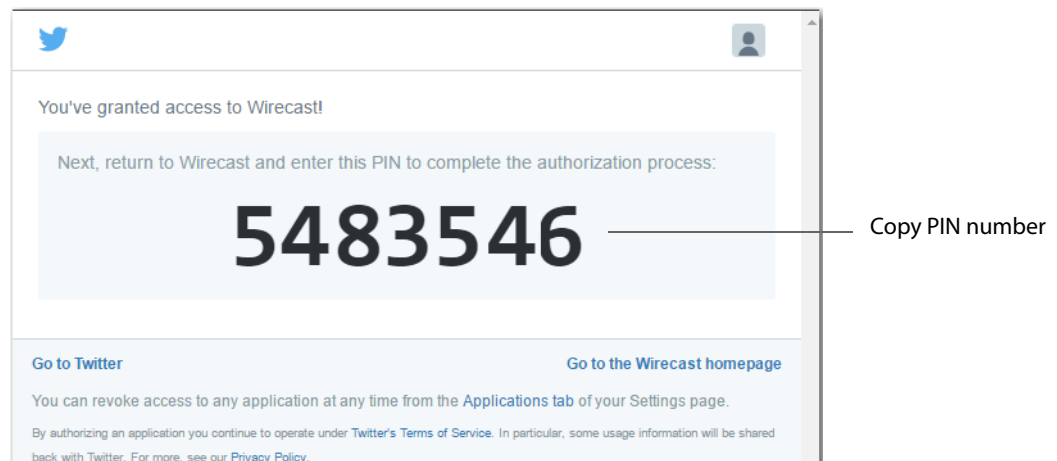 You've granted access to Wirecast!
Next, return to Wirecast and enter this PIN to complete the authorization process:
5483546
Copy PIN number
Go to Twitter
Go to the Wirecast homepage
You can revoke access to any application at any time from the Applications tab of your Settings page.
By authorizing an application you continue to operate under Twitter's Terms of Service. In particular, some usage information will be shared
back with Twitter. For more, see our Privacy Policy.